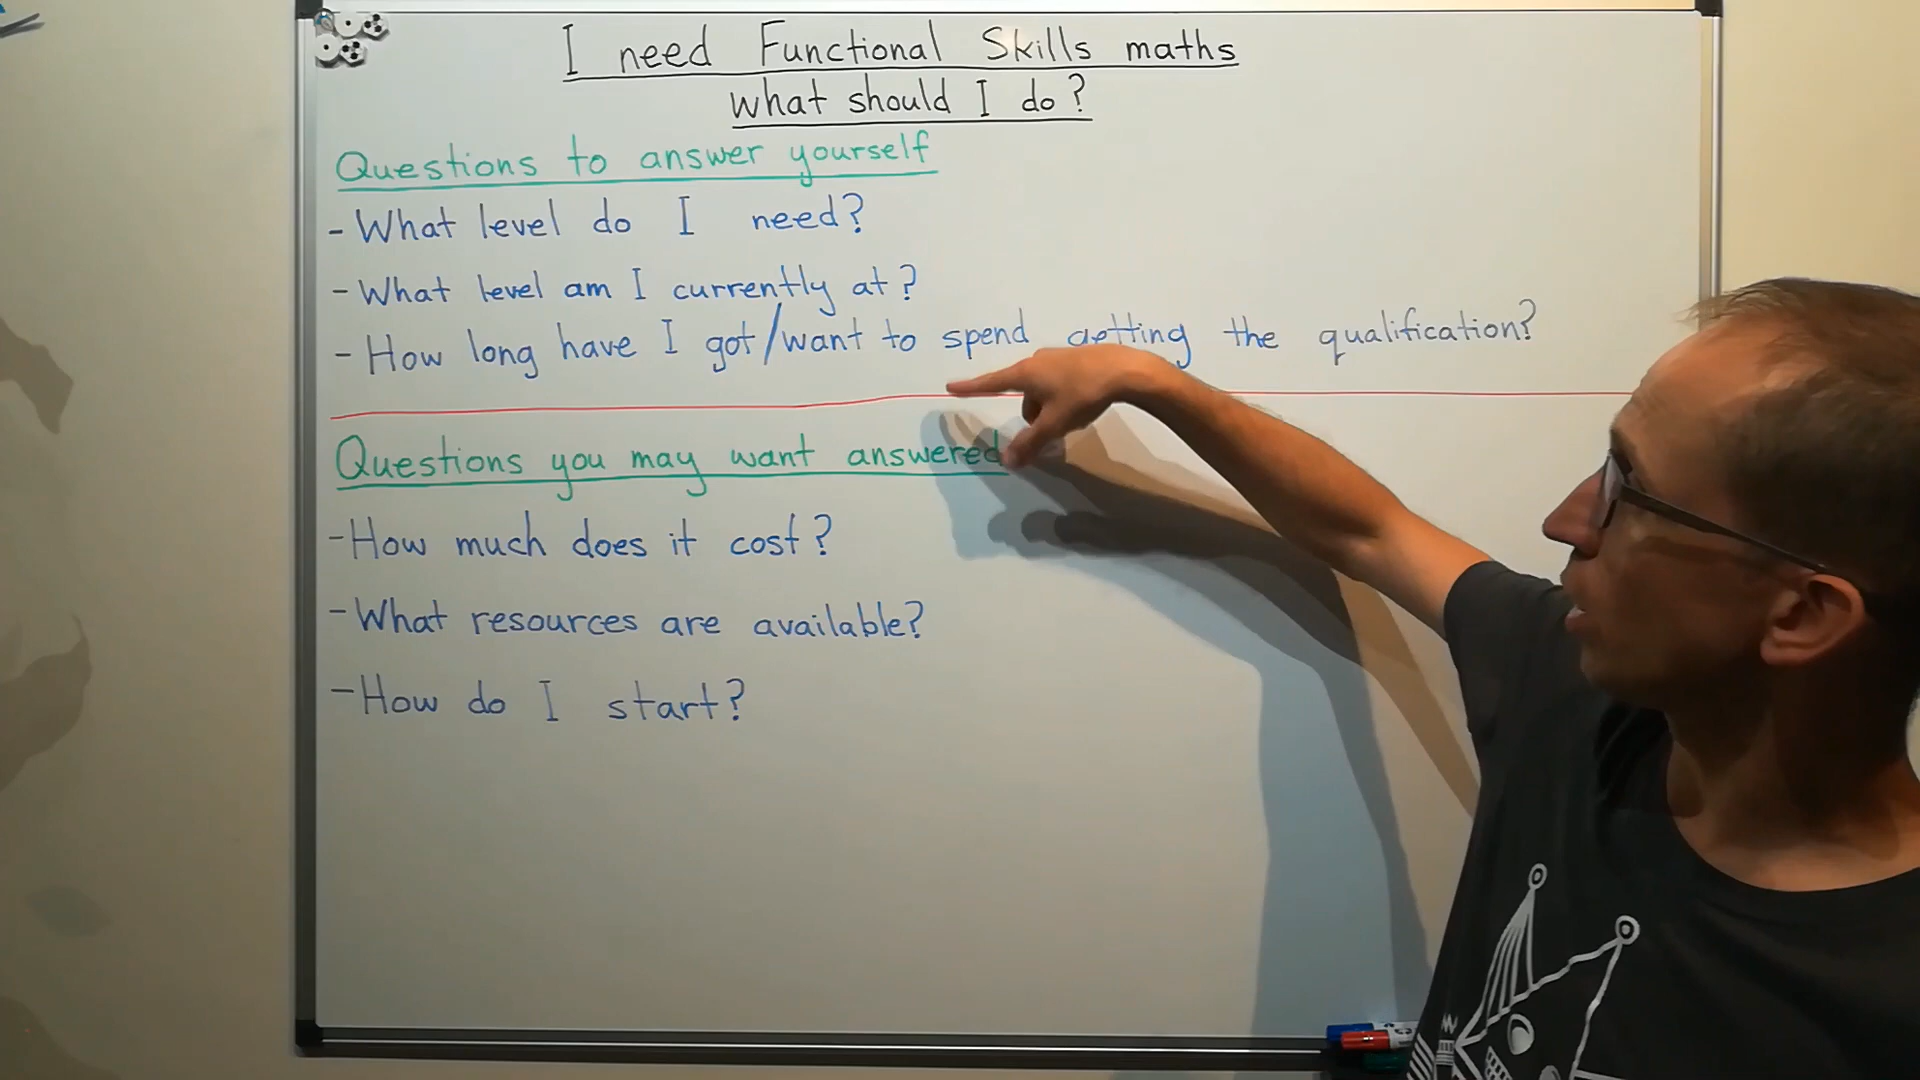 I need Functional Skills maths
what should I do?
Questions to answer yourself
- What level do I need?
- What level am I currently at?
- How long have I got/want to spend getting the qualification?
Questions you may want answered
- How much does it cost?
- What resources are available?
- How do I start?